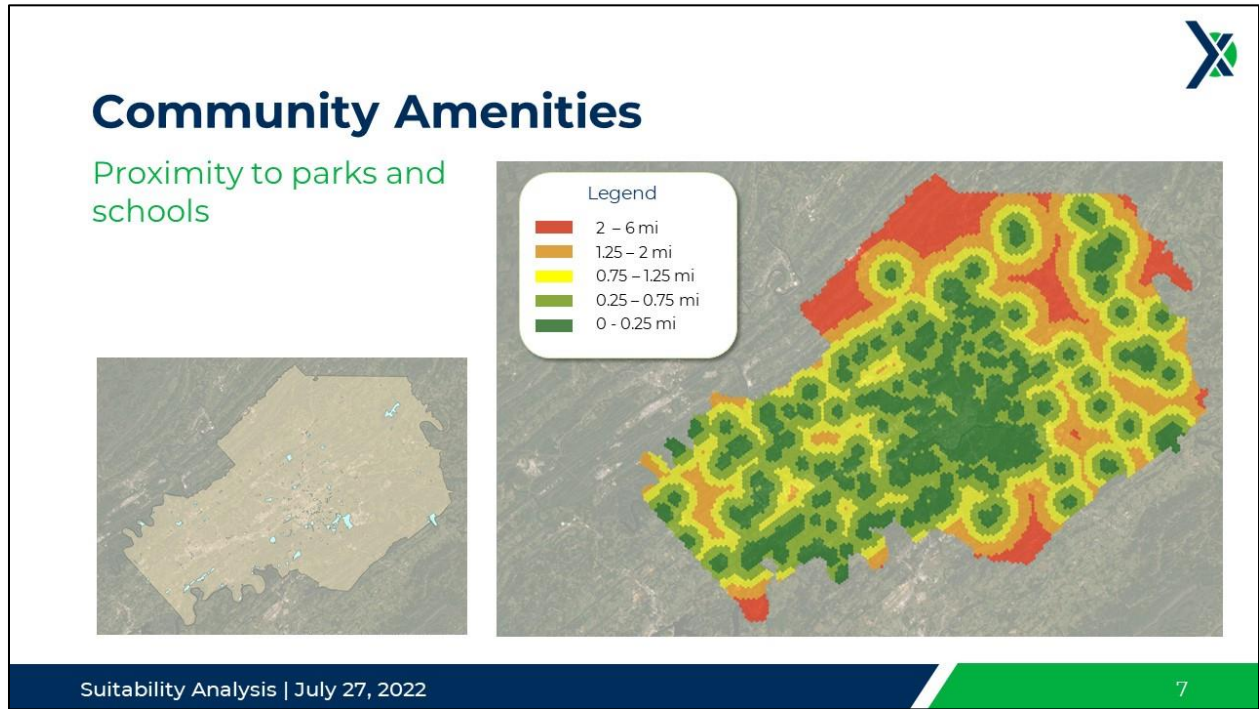 Community Amenities
Proximity to parks and
schools
Legend
2 – 6 mi
1.25 – 2 mi
0.75 – 1.25 mi
0.25 – 0.75 mi
0 - 0.25 mi
Suitability Analysis | July 27, 2022
7